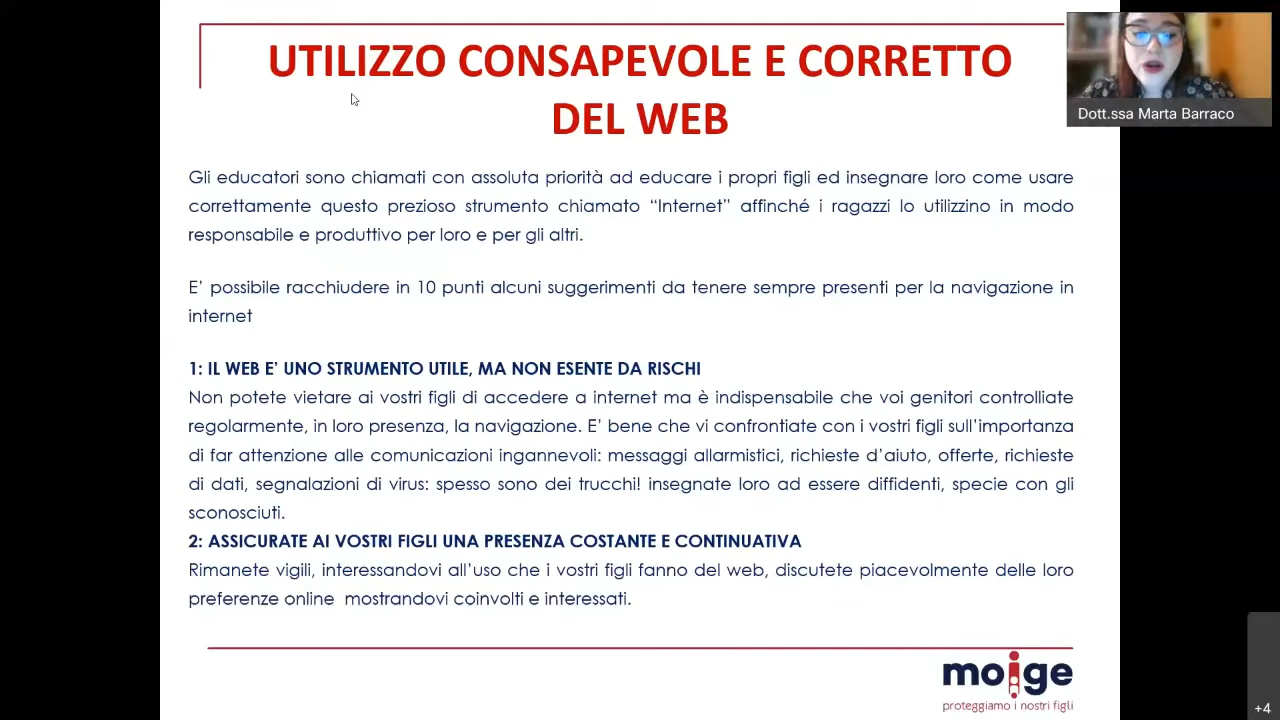 UTILIZZO CONSAPEVOLE E CORRETTO
DEL WEB
Dott.ssa Marta Barraco
Gli educatori sono chiamati con assoluta priorità ad educare i propri figli ed insegnare loro come usare
correttamente questo prezioso strumento chiamato “Internet” affinché i ragazzi lo utilizzino in modo
responsabile e produttivo per loro e per gli altri.
E’ possibile racchiudere in 10 punti alcuni suggerimenti da tenere sempre presenti per la navigazione in
internet
1: IL WEB E’ UNO STRUMENTO UTILE, MA NON ESENTE DA RISCHI
Non potete vietare ai vostri figli di accedere a internet ma è indispensabile che voi genitori controlliate
regolarmente, in loro presenza, la navigazione. E’ bene che vi confrontiate con i vostri figli sull’importanza
di far attenzione alle comunicazioni ingannevoli: messaggi allarmistici, richieste d’aiuto, offerte, richieste
di dati, segnalazioni di virus: spesso sono dei trucchi! insegnate loro ad essere diffidenti, specie con gli
sconosciuti.
2: ASSICURATE AI VOSTRI FIGLI UNA PRESENZA COSTANTE E CONTINUATIVA
Rimanete vigili, interessandovi all’uso che i vostri figli fanno del web, discutete piacevolmente delle loro
preferenze online mostrandovi coinvolti e interessati.
moige
proteggiamo i nostri figli
+4